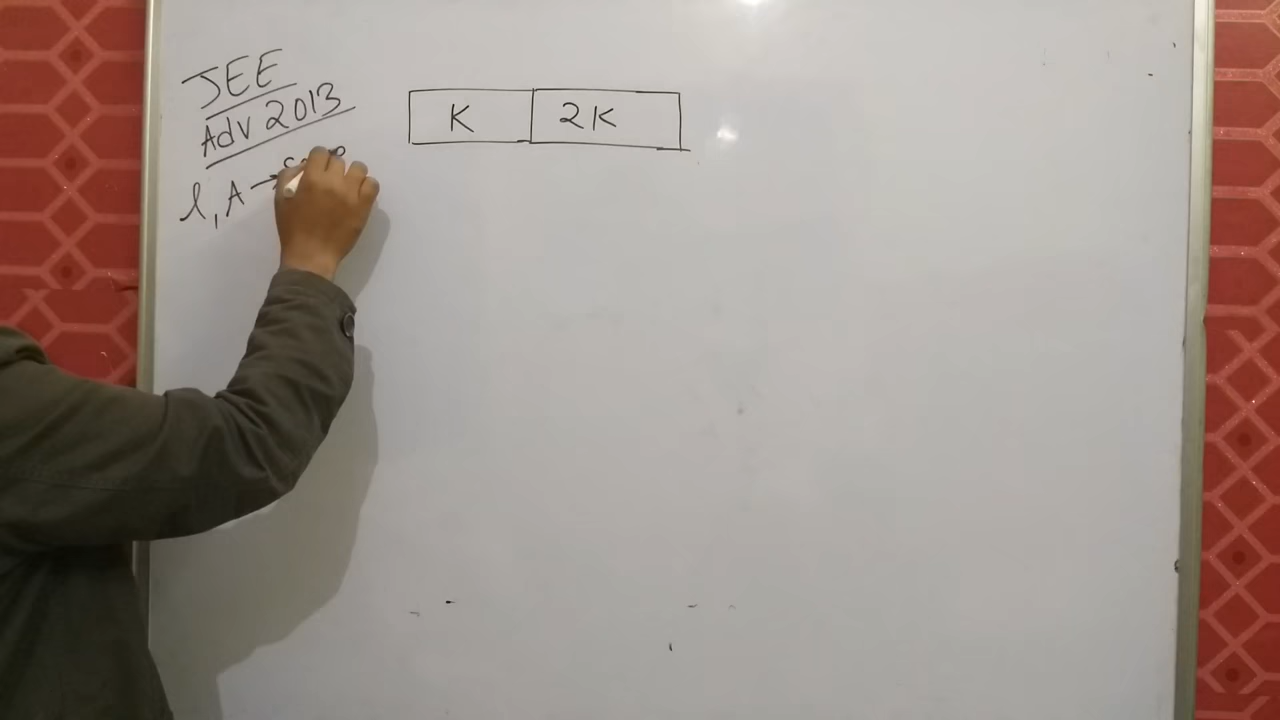 JEE
Adv 2013
l, A →
K 2K